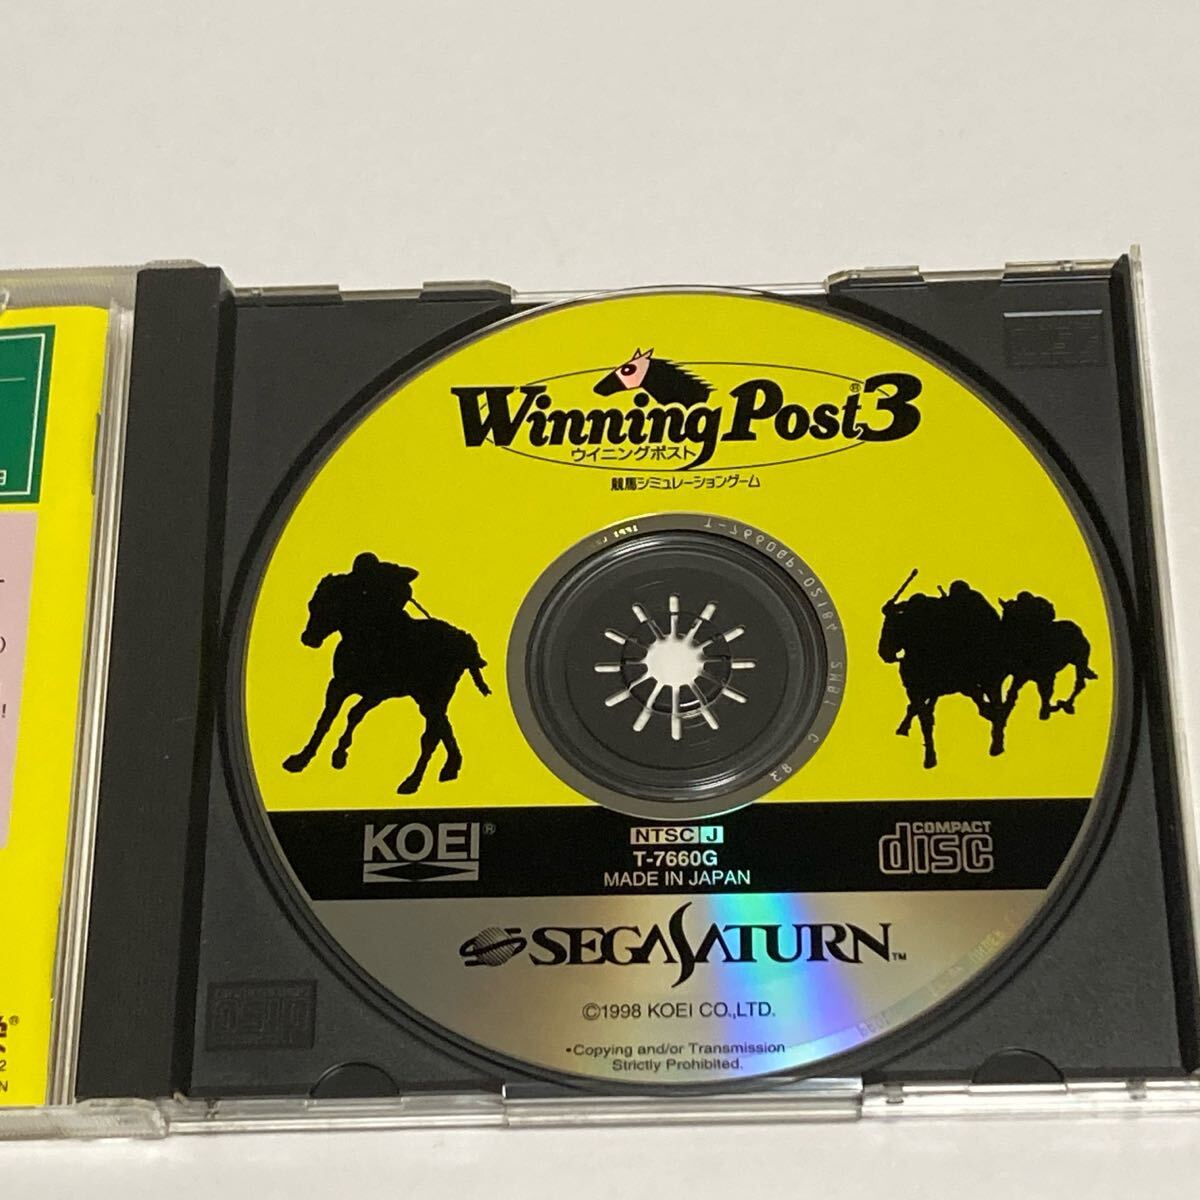 Winning Post®3
ウイニングポスト
競馬シミュレーションゲーム
KOEI®
NTSC J
T-7660G
MADE IN JAPAN
COMPACT
disc
SEGA SATURN™
©1998 KOEI CO.,LTD.
•Copying and/or Transmission
Strictly Prohibited.